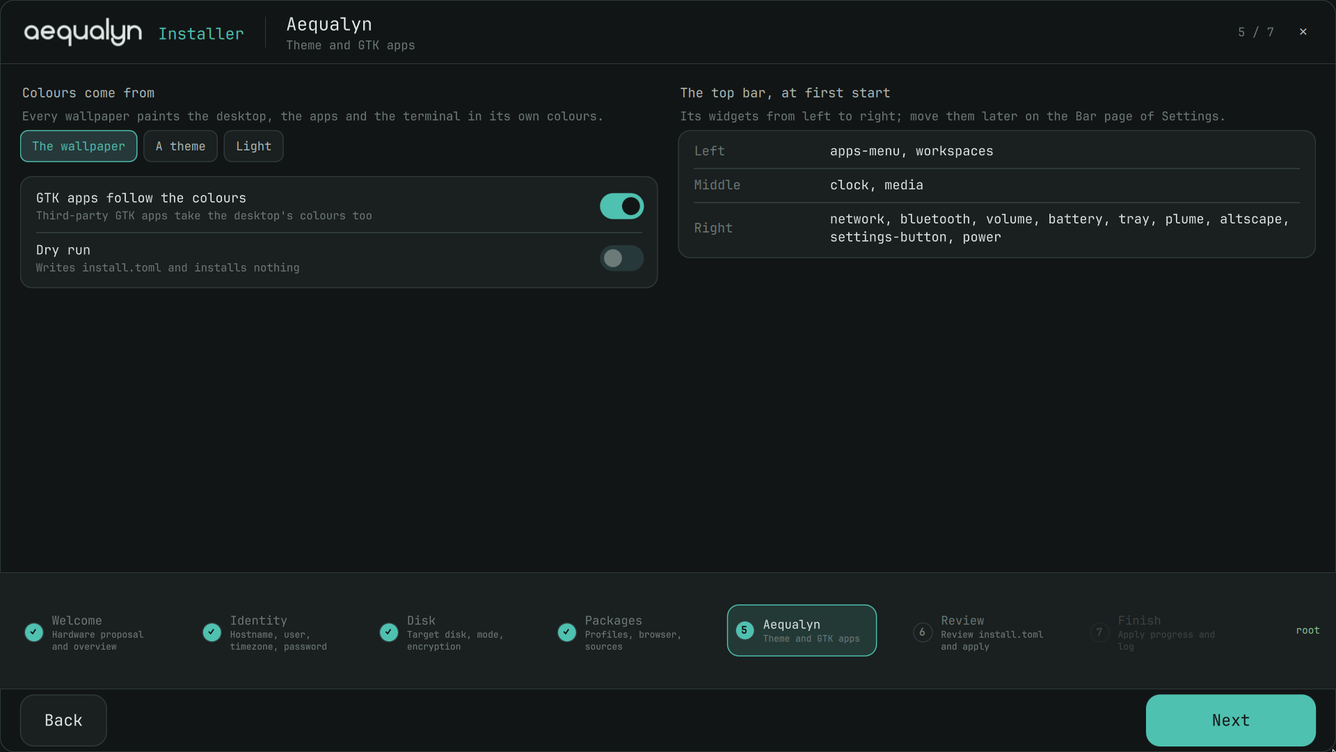 aequalyn Installer
Aequalyn
Theme and GTK apps
5 / 7 ×
Colours come from
Every wallpaper paints the desktop, the apps and the terminal in its own colours.
The wallpaper
A theme
Light
GTK apps follow the colours
Third-party GTK apps take the desktop's colours too
Dry run
Writes install.toml and installs nothing
The top bar, at first start
Its widgets from left to right; move them later on the Bar page of Settings.
Left apps-menu, workspaces
Middle clock, media
Right network, bluetooth, volume, battery, tray, plume, altscape,
settings-button, power
Welcome
Hardware proposal
and overview
Identity
Hostname, user,
timezone, password
Disk
Target disk, mode,
encryption
Packages
Profiles, browser,
sources
5 Aequalyn
Theme and GTK apps
6 Review
Review install.toml
and apply
7 Finish
Apply progress and
log
root
Back
Next